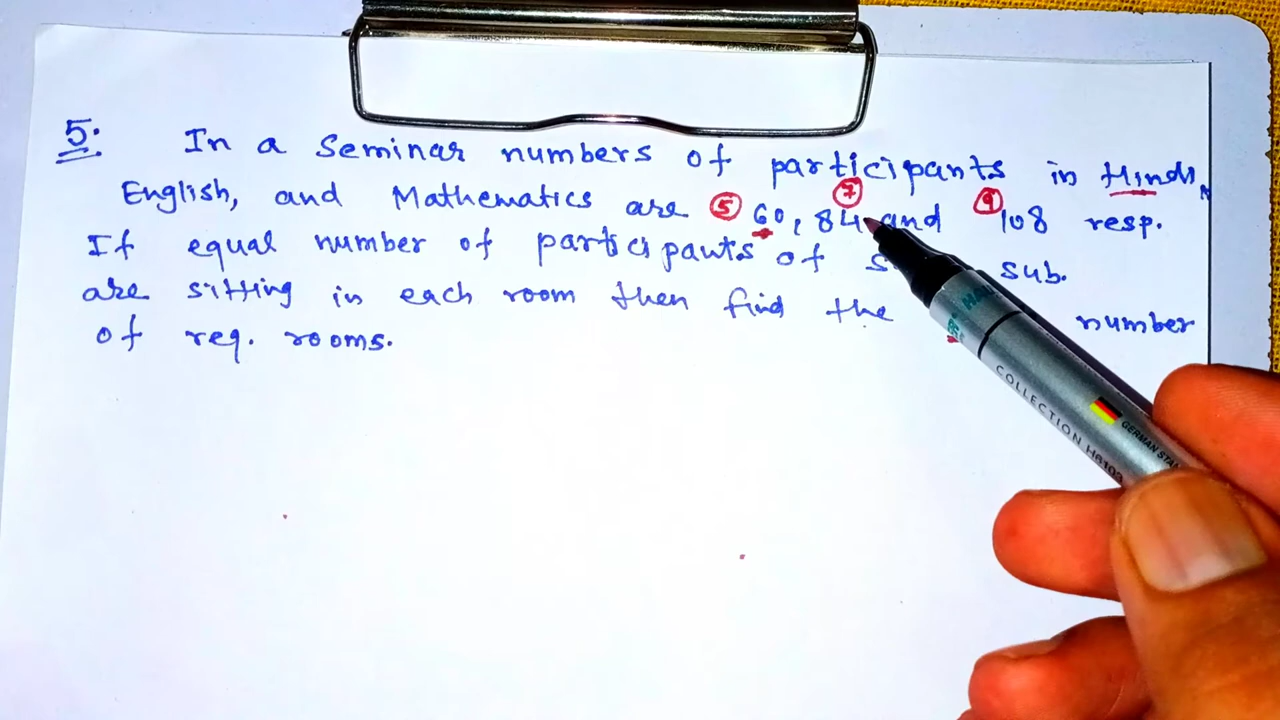 5: In a Seminar numbers of participants in Hindi,
English, and Mathematics are ⑤ 60, ⑦ 84 and ⑨ 108 resp.
If equal number of participants of sub.
are sitting in each room then find the number
of req. rooms.
COLLECTION H6102